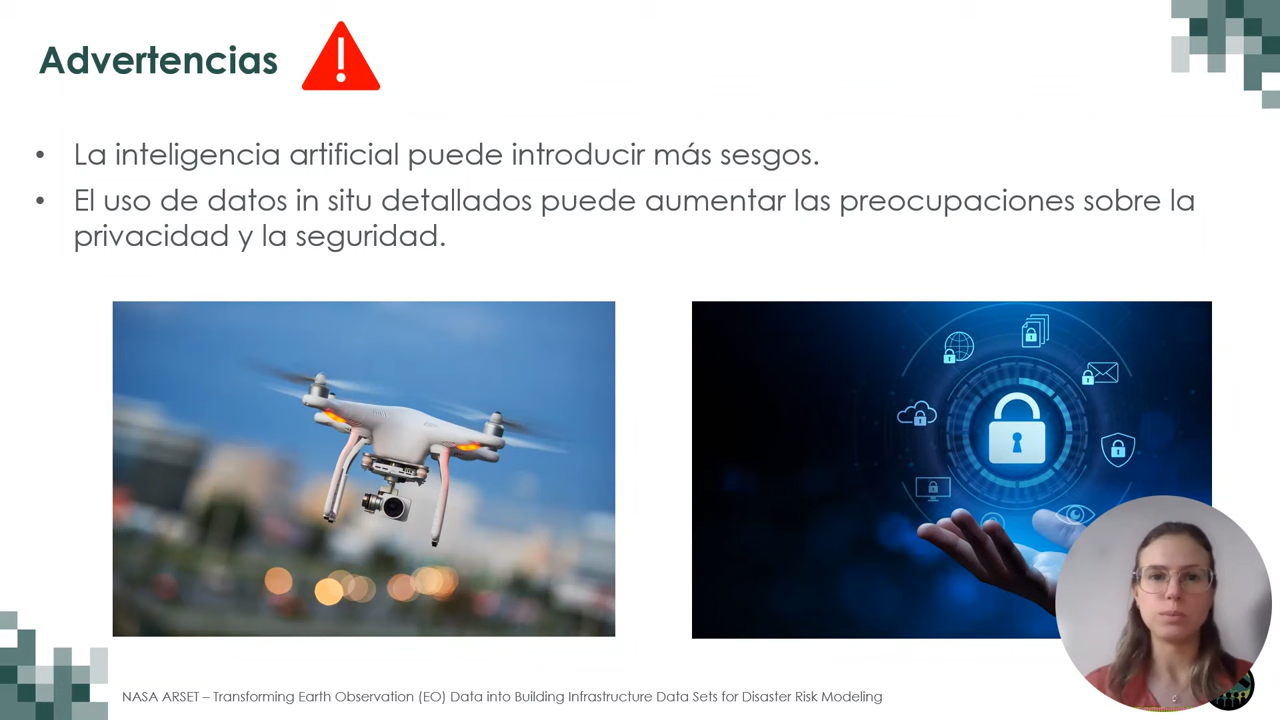 Advertencias
• La inteligencia artificial puede introducir más sesgos.
• El uso de datos in situ detallados puede aumentar las preocupaciones sobre la
privacidad y la seguridad.
NASA ARSET – Transforming Earth Observation (EO) Data into Building Infrastructure Data Sets for Disaster Risk Modeling